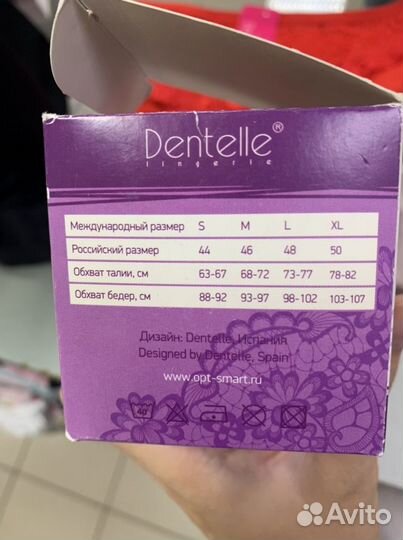 Dentelle®
lingerie
Международный размер S M L XL
Российский размер 44 46 48 50
Обхват талии, см 63-67 68-72 73-77 78-82
Обхват бедер, см 88-92 93-97 98-102 103-107
Дизайн: Dentelle, Испания
Designed by Dentelle, Spain
www.opt-smart.ru
40
Avito